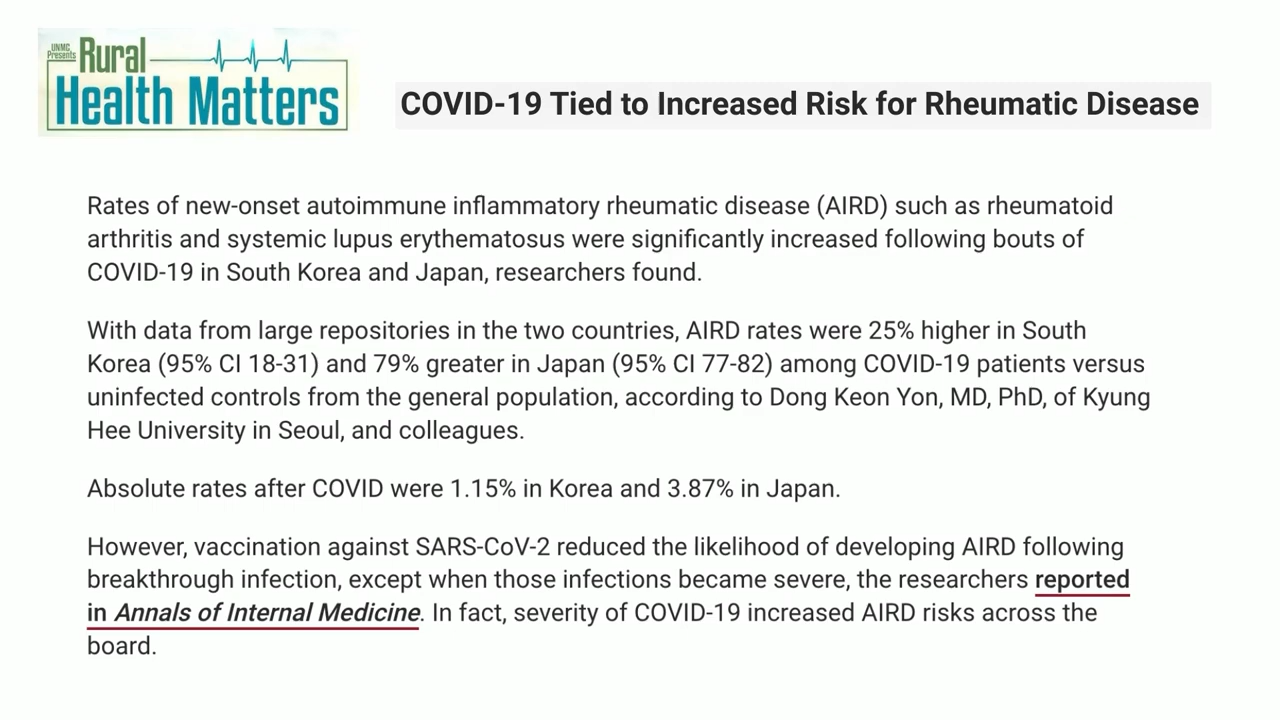 UNMC
Presents
Rural
Health Matters
COVID-19 Tied to Increased Risk for Rheumatic Disease
Rates of new-onset autoimmune inflammatory rheumatic disease (AIRD) such as rheumatoid
arthritis and systemic lupus erythematosus were significantly increased following bouts of
COVID-19 in South Korea and Japan, researchers found.
With data from large repositories in the two countries, AIRD rates were 25% higher in South
Korea (95% CI 18-31) and 79% greater in Japan (95% CI 77-82) among COVID-19 patients versus
uninfected controls from the general population, according to Dong Keon Yon, MD, PhD, of Kyung
Hee University in Seoul, and colleagues.
Absolute rates after COVID were 1.15% in Korea and 3.87% in Japan.
However, vaccination against SARS-CoV-2 reduced the likelihood of developing AIRD following
breakthrough infection, except when those infections became severe, the researchers reported
in Annals of Internal Medicine. In fact, severity of COVID-19 increased AIRD risks across the
board.